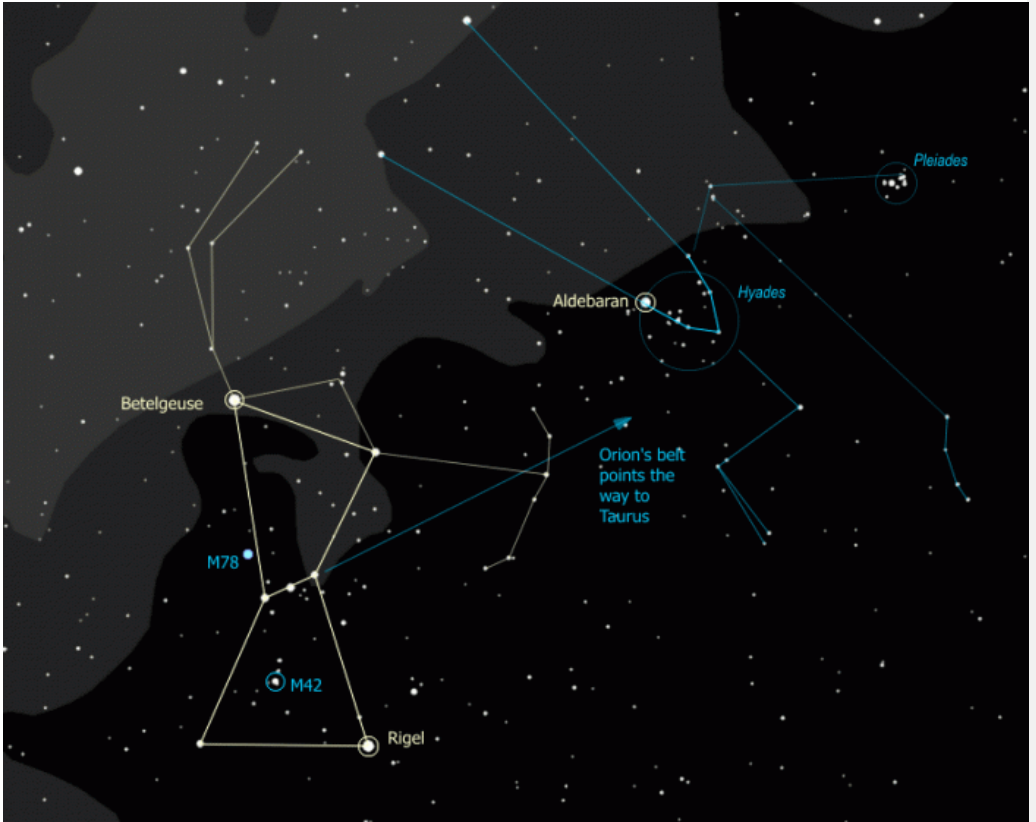 Pleiades
Hyades
Aldebaran
Betelgeuse
Orion's belt
points the
way to
Taurus
M78
M42
Rigel